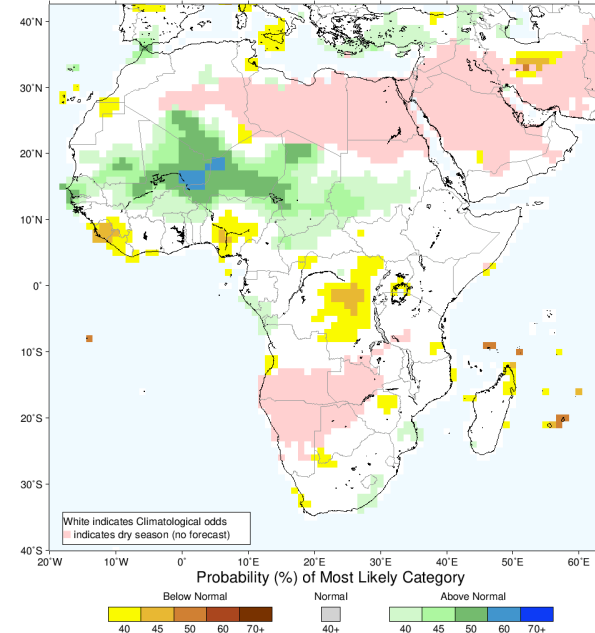 40°N
30°N
20°N
10°N
0°
10°S
20°S
30°S
40°S
White indicates Climatological odds
indicates dry season (no forecast)
20°W 10°W 0° 10°E 20°E 30°E 40°E 50°E 60°E
Probability (%) of Most Likely Category
Below Normal Normal Above Normal
40 45 50 60 70+ 40+ 40 45 50 60 70+